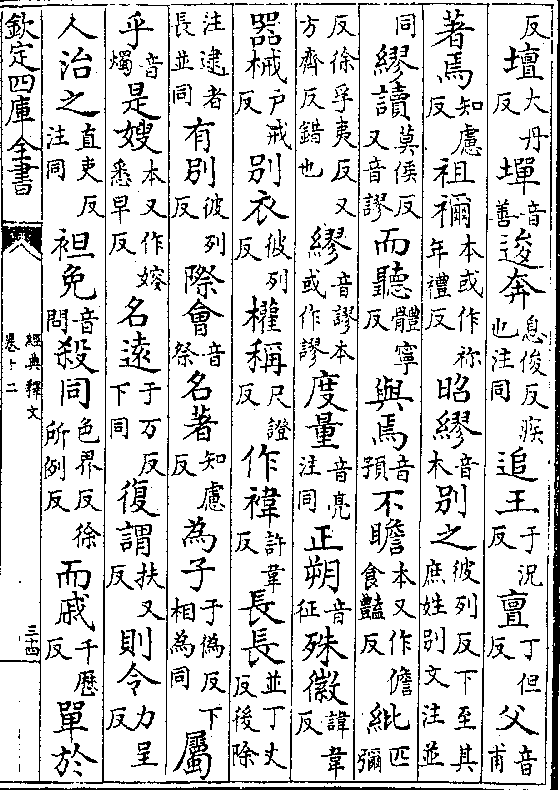 反壇大丹反墠音善逡奔息俊反疾也注同追王于況反亶丁但反父音甫
著焉知慮反祖禰本或作祢年禮反昭繆音木別之彼列反下至其庶姓別文注並
同繆讀莫侯反又音謬而聽體寧反與焉音預不贍本又作儋食豔反紕匹彌
反徐孚夷反又方齊反錯也繆音謬本或作謬度量音亮注同正朔音征殊徽諱韋反
器械戶戒反別衣彼列反權稱尺證反作褘許韋反長長並丁丈反後除
注逮者長並同有別彼列反際會音祭名著知慮反為子于偽反下相為同屬
乎音燭是嫂本又作㛮悉早反名遠于万反下同復謂扶又反則令力呈反
人治之直吏反注同袒免音問殺同色界反徐所例反而戚千歷反單於
欽定四庫全書
經典釋文
卷十二
三十四